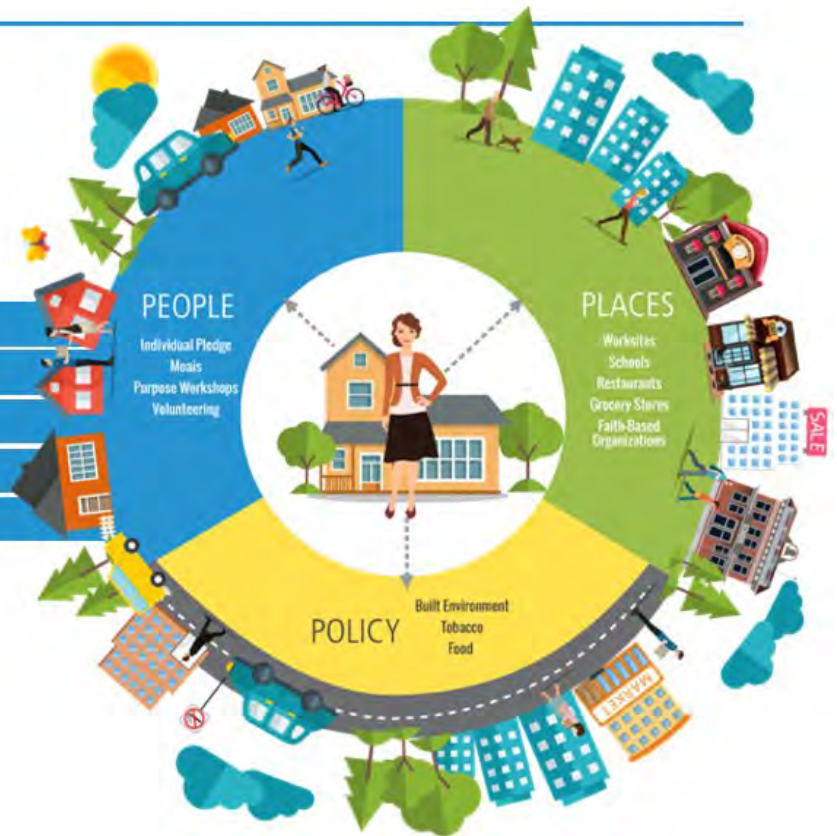 PEOPLE
Individual Pledge
Moais
Purpose Workshops
Volunteering
PLACES
Worksites
Schools
Restaurants
Grocery Stores
Faith-Based
Organizations
SALE
POLICY
Built Environment
Tobacco
Food
MARKET